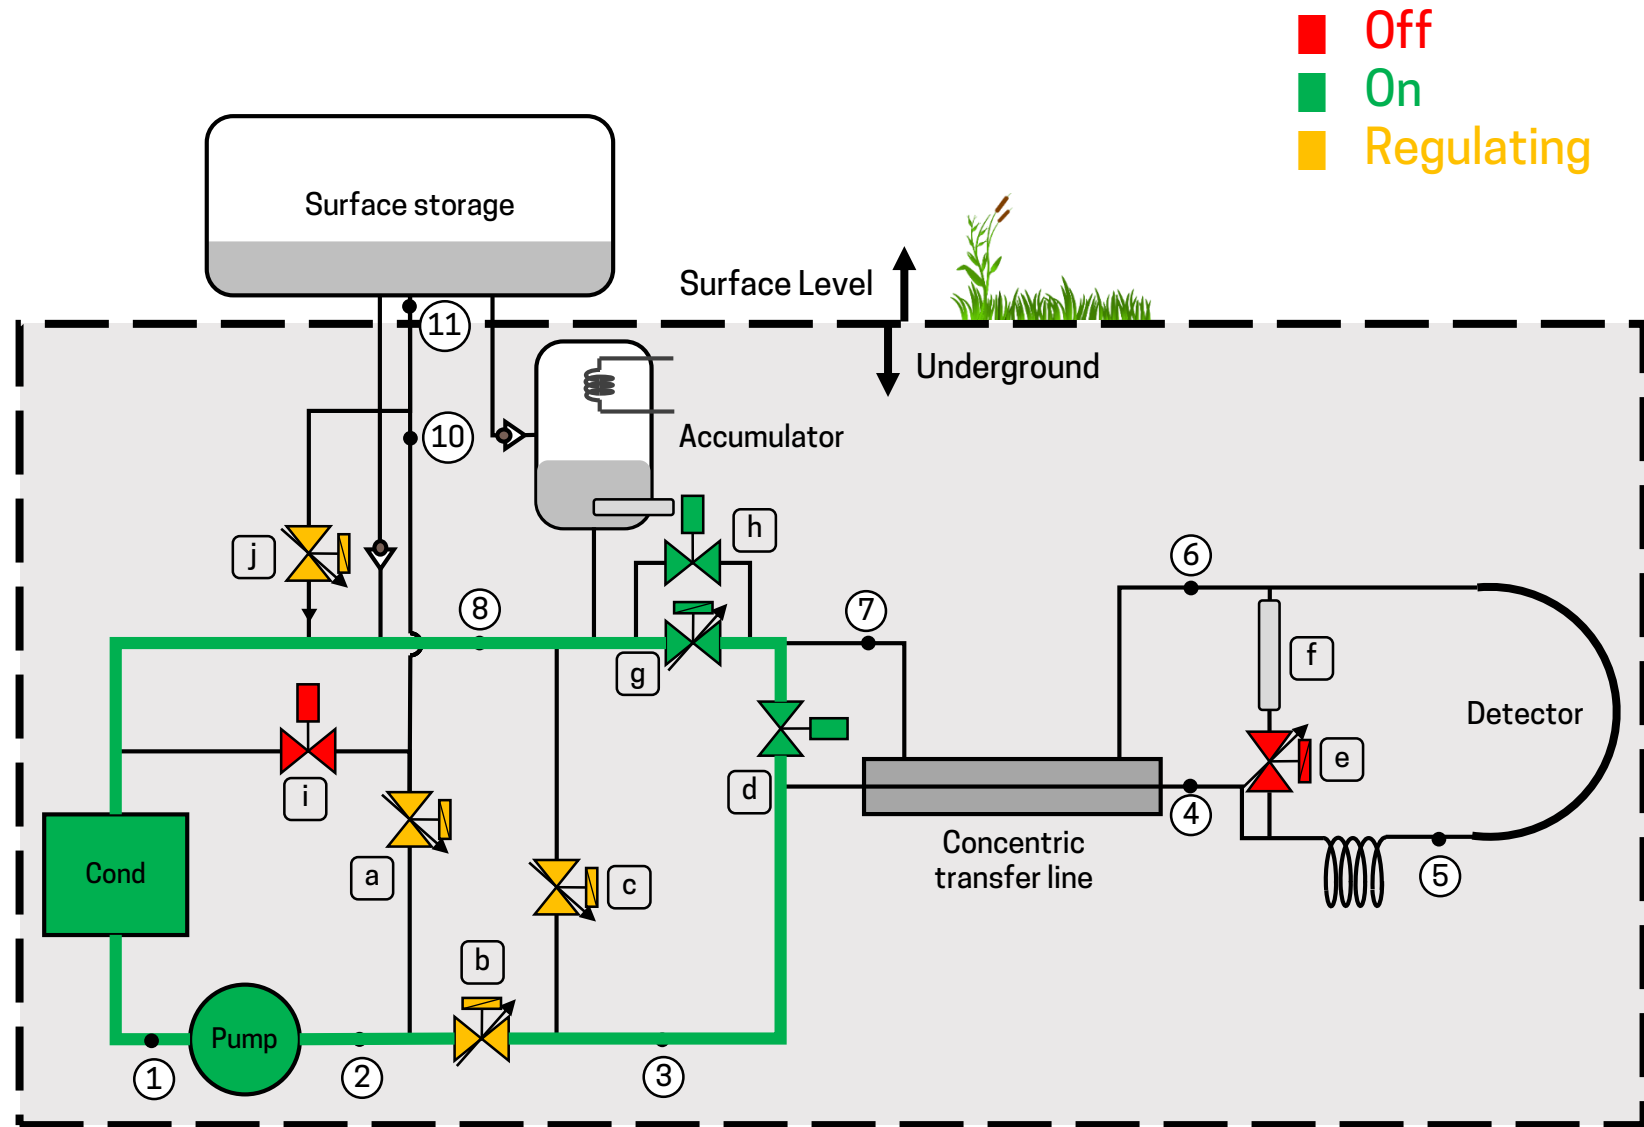 Off
On
Regulating
Surface storage
Surface Level
11
Underground
10
Accumulator
h
j
6
8
7
g
f
Detector
e
i
d
4
Concentric
transfer line
Cond
a
c
5
b
Pump
1
2
3